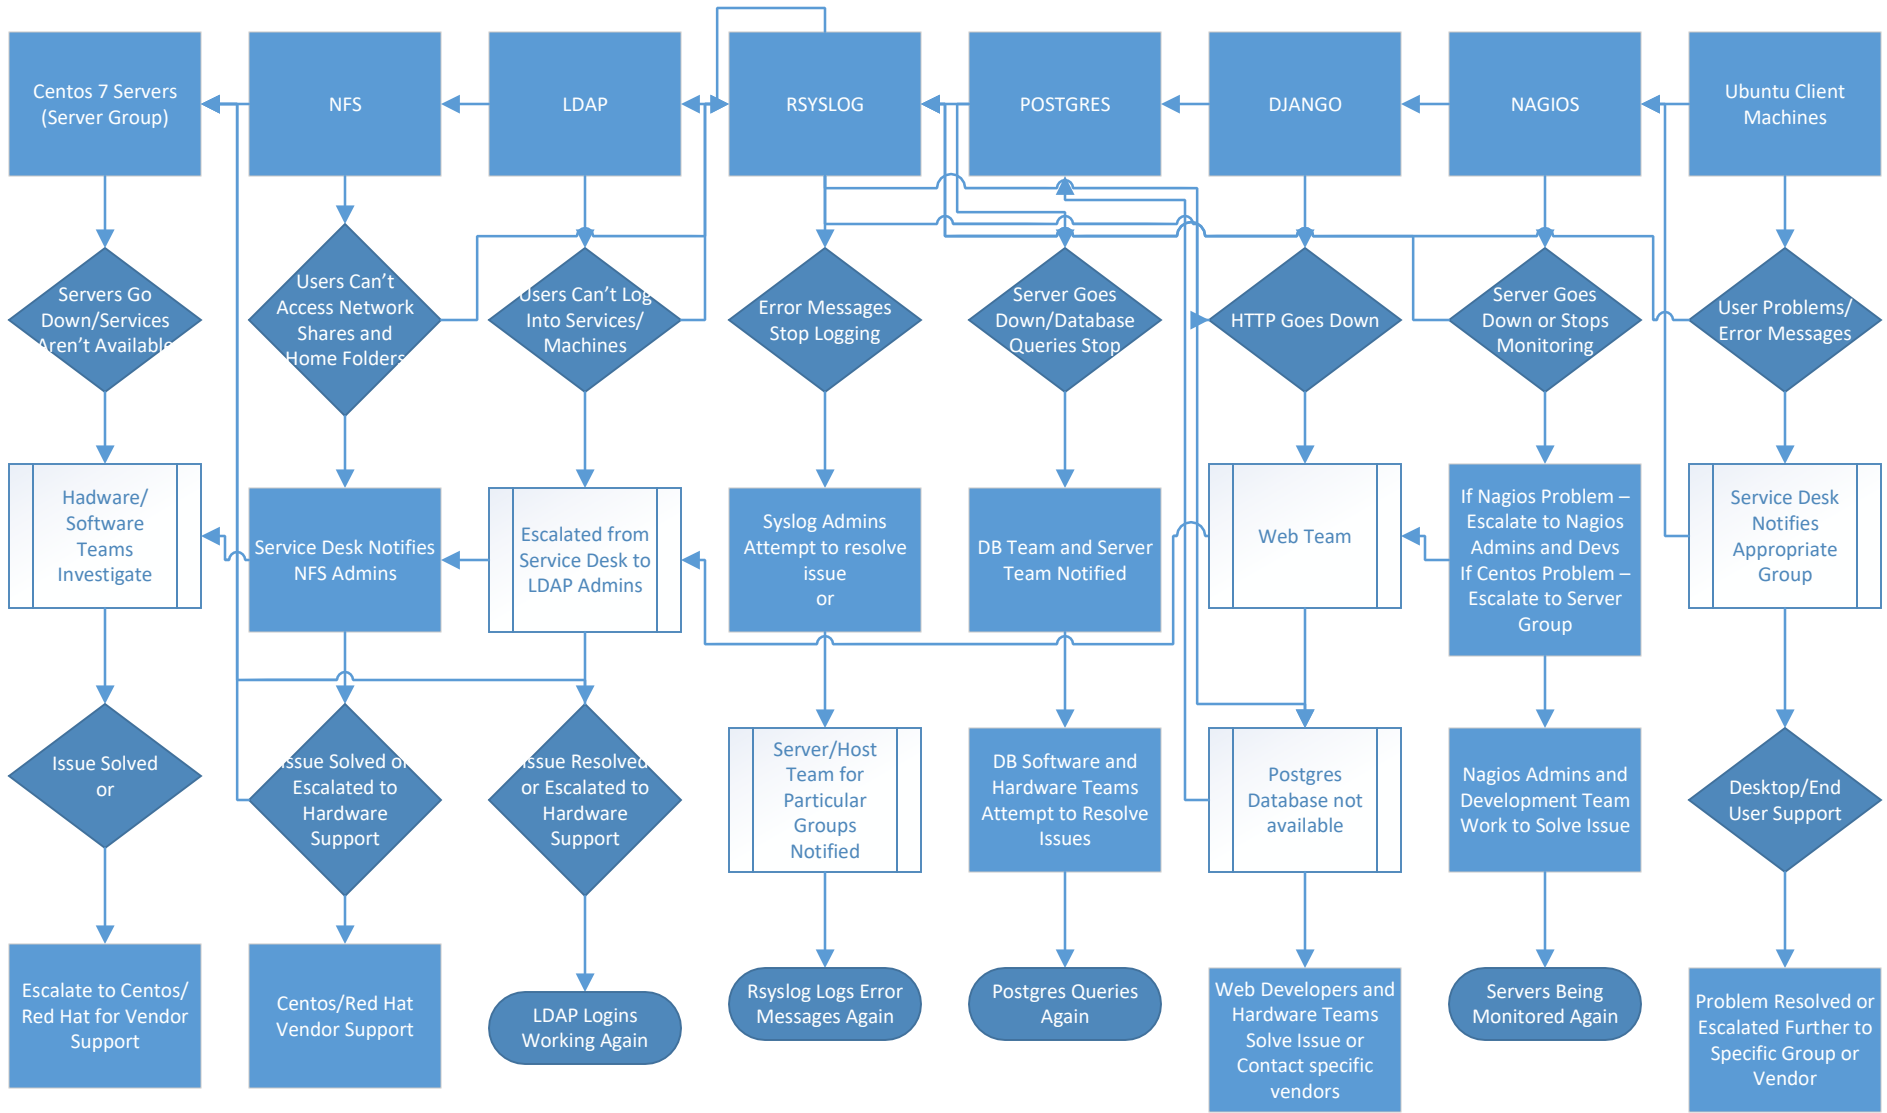 Centos 7 Servers
(Server Group)
NFS
LDAP
RSYSLOG
POSTGRES
DJANGO
NAGIOS
Ubuntu Client
Machines
Servers Go
Down/Services
Aren't Available
Users Can't
Access Network
Shares and
Home Folders
Users Can't Log
Into Services/
Machines
Error Messages
Stop Logging
Server Goes
Down/Database
Queries Stop
HTTP Goes Down
Server Goes
Down or Stops
Monitoring
User Problems/
Error Messages
Hadware/
Software
Teams
Investigate
Service Desk Notifies
NFS Admins
Escalated from
Service Desk to
LDAP Admins
Syslog Admins
Attempt to resolve
issue
or
DB Team and Server
Team Notified
Web Team
If Nagios Problem –
Escalate to Nagios
Admins and Devs
If Centos Problem –
Escalate to Server
Group
Service Desk
Notifies
Appropriate
Group
Issue Solved
or
Issue Solved or
Escalated to
Hardware
Support
Issue Resolved
or Escalated to
Hardware
Support
Server/Host
Team for
Particular
Groups
Notified
DB Software and
Hardware Teams
Attempt to Resolve
Issues
Postgres
Database not
available
Nagios Admins and
Development Team
Work to Solve Issue
Desktop/End
User Support
Escalate to Centos/
Red Hat for Vendor
Support
Centos/Red Hat
Vendor Support
LDAP Logins
Working Again
Rsyslog Logs Error
Messages Again
Postgres Queries
Again
Web Developers and
Hardware Teams
Solve Issue or
Contact specific
vendors
Servers Being
Monitored Again
Problem Resolved or
Escalated Further to
Specific Group or
Vendor